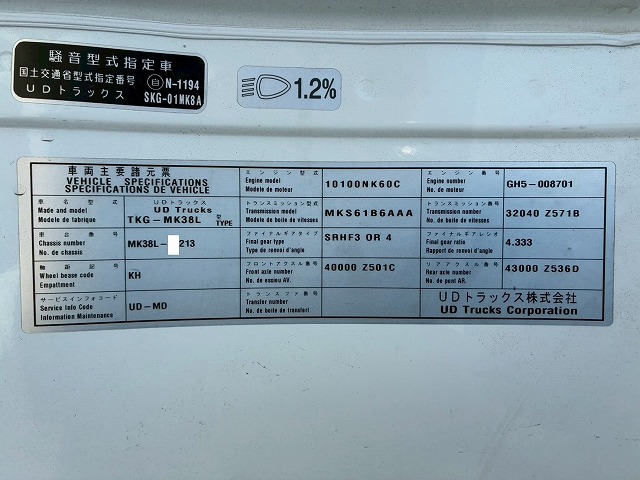 騒音型式指定車
国土交通省型式指定番号 自 N-1194
UDトラックス SKG-01MK8A
1.2%
車両主要諸元票
VEHICLE SPECIFICATIONS
SPECIFICATIONS DE VEHICLE
エンジン型式
Engine model
Modele de moteur
10100NK60C
エンジン番号
Engine number
No. de moteur
GH5-008701
車名型式
Made and model
Modele de fabrique
UDトラックス
UD Trucks
TKG-MK38L 型 TYPE
トランスミッション型式
Transmission model
Modele de boite de vitesses
MKS61B6AAA
トランスミッション番号
Transmission number
No. de boite de vitesses
32040 Z571B
車台番号
Chassis number
No. de chassis
MK38L- 213
ファイナルギアタイプ
Final gear type
Type de renvoi d'angle
SRHF3 OR 4
ファイナルギアレシオ
Final gear ratio
Rapport de renvoi d'angle
4.333
軸距記号
Wheel base code
Empattment
KH
フロントアクスル番号
Front axle number
No. de essieu AV.
40000 Z501C
リアアクスル番号
Rear axle number
No. de pont AR.
43000 Z536D
サービスインフォコード
Service Info Code
Information Maintenance
UD-MD
トランスファ番号
Transfer number
No. de boite de transfert
UDトラックス株式会社
UD Trucks Corporation